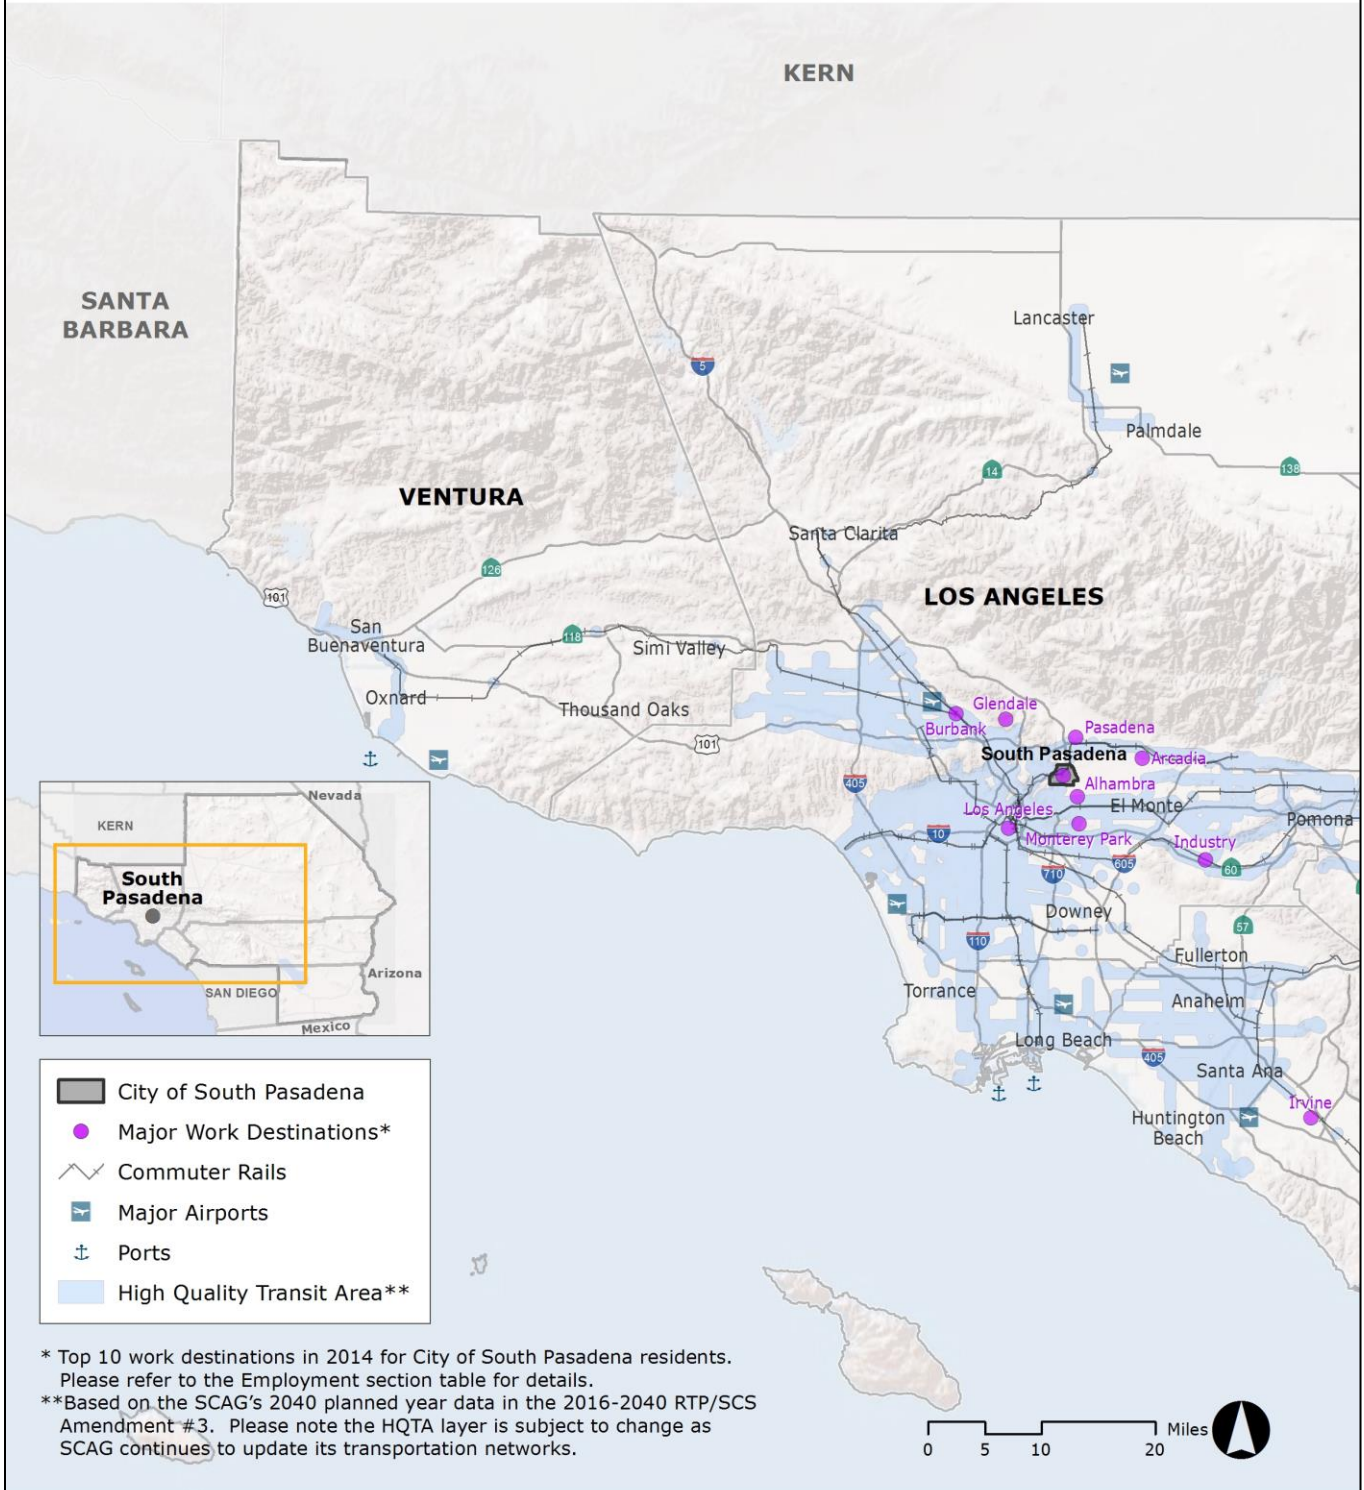 KERN
SANTA
BARBARA
Lancaster
5
Palmdale
14
138
VENTURA
Santa Clarita
126
LOS ANGELES
101
San
Buenaventura
118
Simi Valley
Oxnard
Thousand Oaks
101
Glendale
Burbank
Pasadena
South Pasadena
Arcadia
405
Alhambra
El Monte
Los Angeles
Pomona
10
Monterey Park
Industry
605
60
710
Downey
57
110
Fullerton
Torrance
Anaheim
Long Beach
405
Santa Ana
Irvine
Huntington
Beach
Nevada
KERN
South
Pasadena
Arizona
SAN DIEGO
Mexico
City of South Pasadena
Major Work Destinations*
Commuter Rails
Major Airports
Ports
High Quality Transit Area**
* Top 10 work destinations in 2014 for City of South Pasadena residents.
Please refer to the Employment section table for details.
**Based on the SCAG’s 2040 planned year data in the 2016-2040 RTP/SCS
Amendment #3. Please note the HQTA layer is subject to change as
SCAG continues to update its transportation networks.
Miles
0 5 10 20